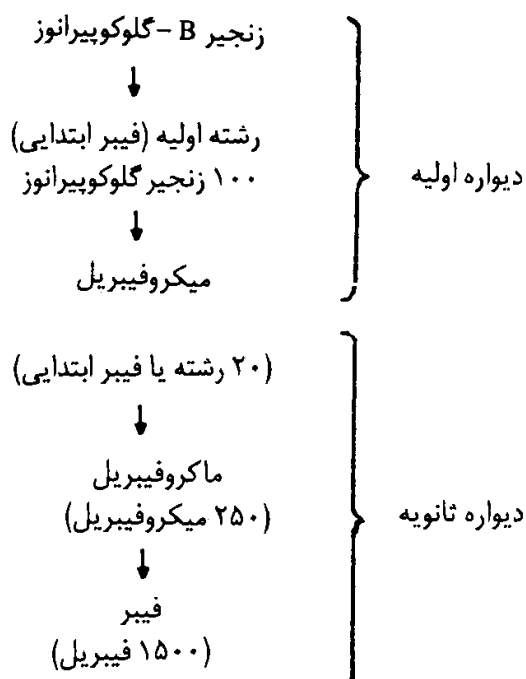 زنجیر B –گلوکوپیرانوز
رشته اولیه (فیبر ابتدایی)
۱۰۰ زنجیر گلوکوپیرانوز
دیواره اولیه
میکروفیبریل
(۲۰ رشته یا فیبر ابتدایی)
ماکروفیبریل
(۲۵۰ میکروفیبریل)
دیواره ثانویه
فیبر
(۱۵۰۰ فیبریل)